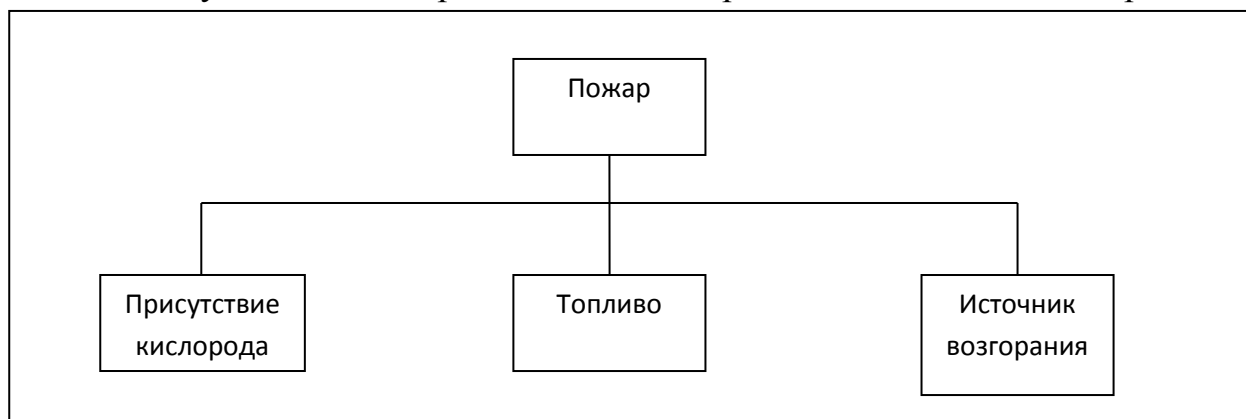 Пожар
Присутствие
кислорода
Топливо
Источник
возгорания